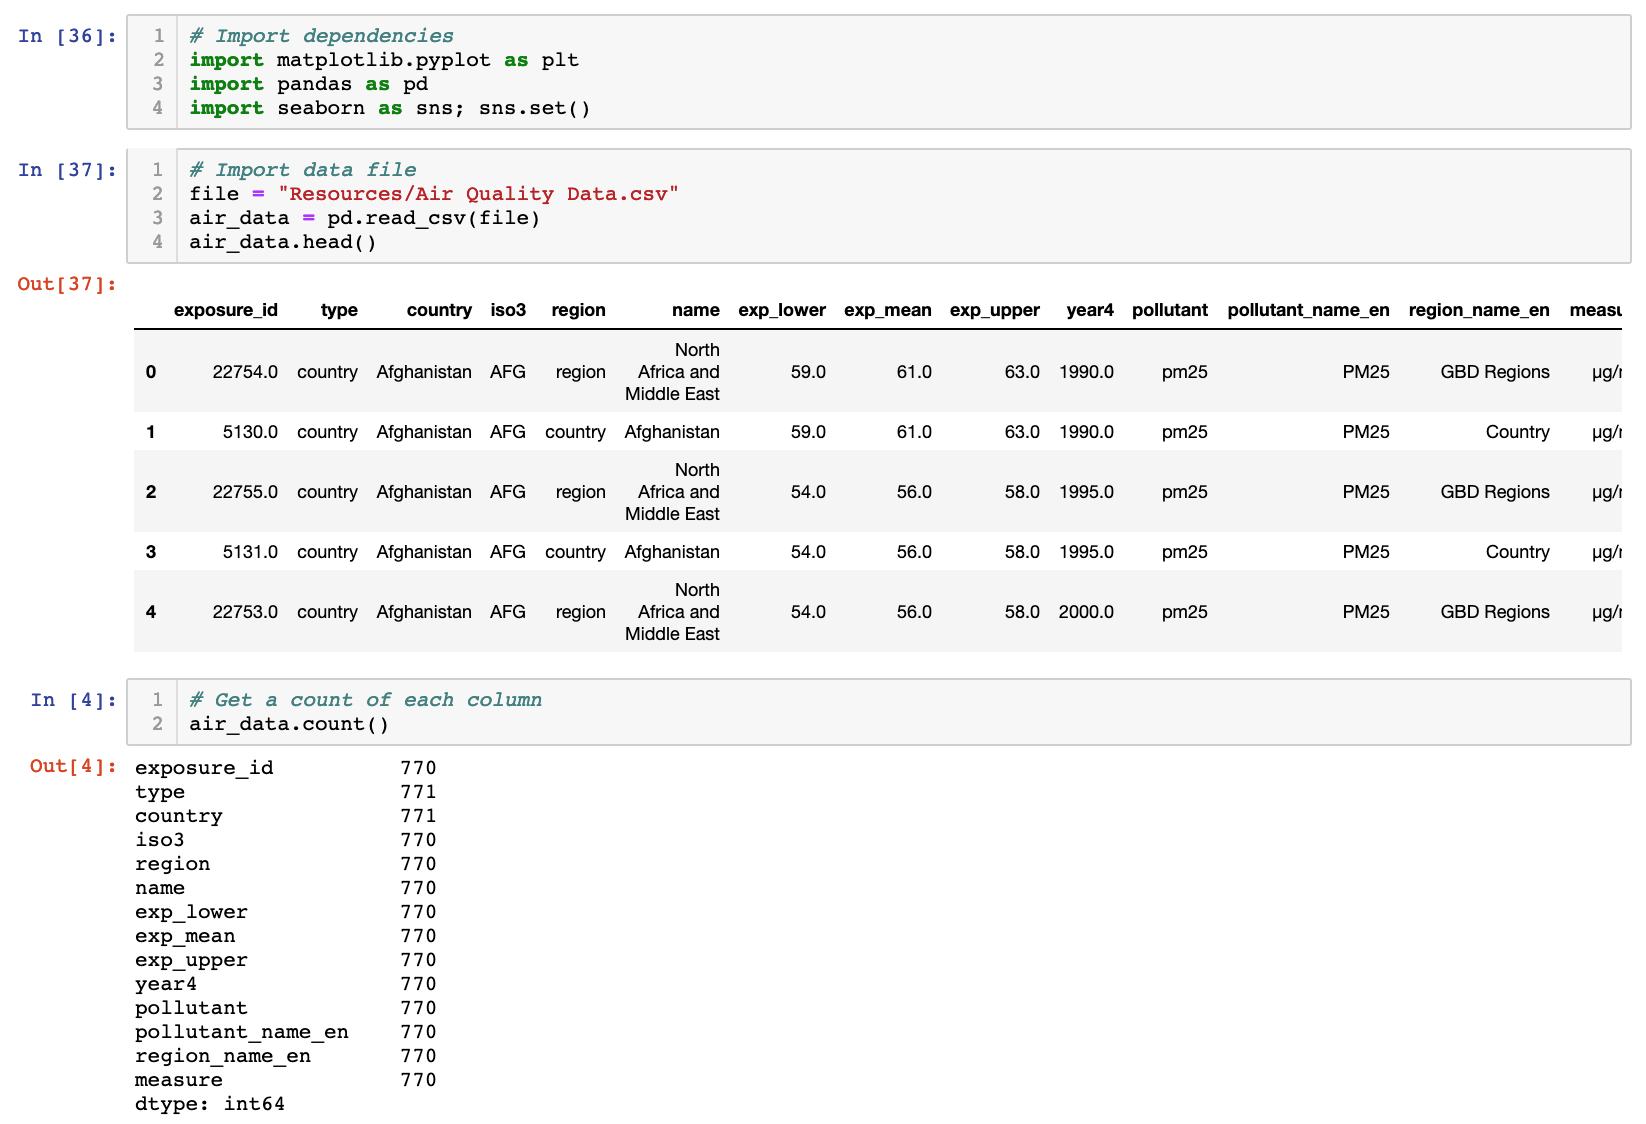 In [36]:
1 # Import dependencies
2 import matplotlib.pyplot as plt
3 import pandas as pd
4 import seaborn as sns; sns.set()
In [37]:
1 # Import data file
2 file = "Resources/Air Quality Data.csv"
3 air_data = pd.read_csv(file)
4 air_data.head()
Out[37]:
exposure_id type country iso3 region name exp_lower exp_mean exp_upper year4 pollutant pollutant_name_en region_name_en measu
0 22754.0 country Afghanistan AFG region North Africa and Middle East 59.0 61.0 63.0 1990.0 pm25 PM25 GBD Regions µg/
1 5130.0 country Afghanistan AFG country Afghanistan 59.0 61.0 63.0 1990.0 pm25 PM25 Country µg/
2 22755.0 country Afghanistan AFG region North Africa and Middle East 54.0 56.0 58.0 1995.0 pm25 PM25 GBD Regions µg/
3 5131.0 country Afghanistan AFG country Afghanistan 54.0 56.0 58.0 1995.0 pm25 PM25 Country µg/
4 22753.0 country Afghanistan AFG region North Africa and Middle East 54.0 56.0 58.0 2000.0 pm25 PM25 GBD Regions µg/
In [4]:
1 # Get a count of each column
2 air_data.count()
Out[4]:
exposure_id 770
type 771
country 771
iso3 770
region 770
name 770
exp_lower 770
exp_mean 770
exp_upper 770
year4 770
pollutant 770
pollutant_name_en 770
region_name_en 770
measure 770
dtype: int64